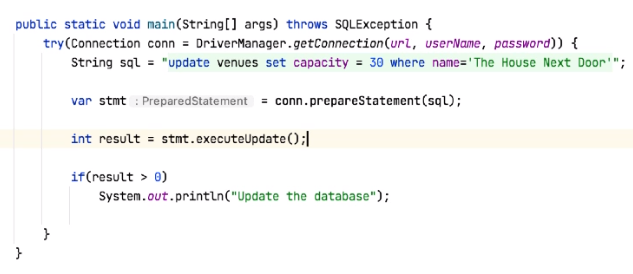 public static void main(String[] args) throws SQLException {
try(Connection conn = DriverManager.getConnection(url, userName, password)) {
String sql = "update venues set capacity = 30 where name='The House Next Door'";
var stmt : PreparedStatement = conn.prepareStatement(sql);
int result = stmt.executeUpdate();
if(result > 0)
System.out.println("Update the database");
}
}